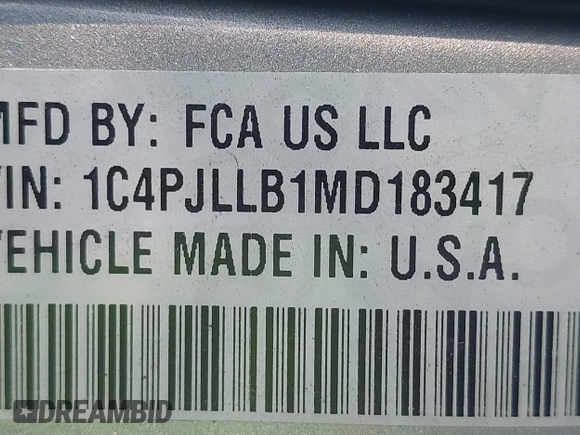 MFD BY: FCA US LLC
VIN: 1C4PJLLB1MD183417
VEHICLE MADE IN: U.S.A.
DREAMBID